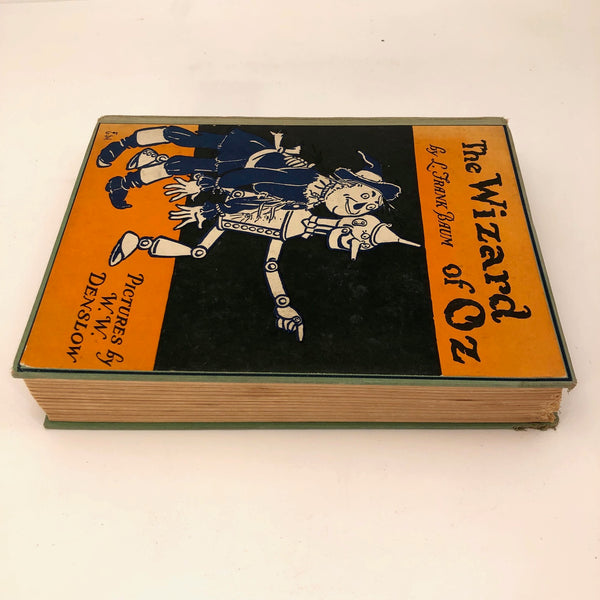 The Wizard
of Oz
by L. Frank Baum
Pictures by
W. W.
Denslow